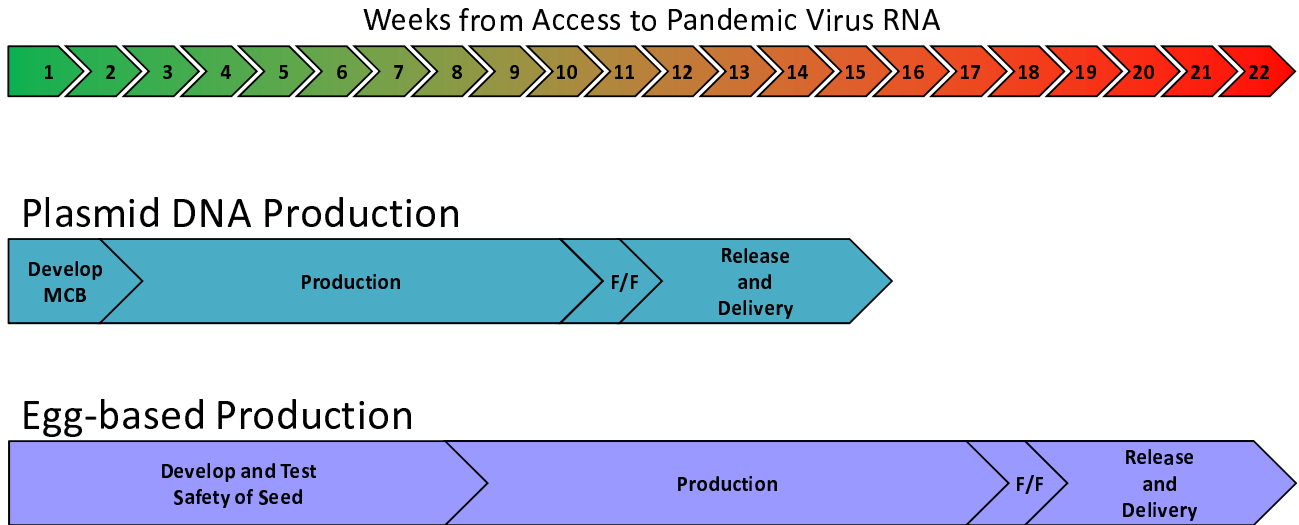 Weeks from Access to Pandemic Virus RNA
1 2 3 4 5 6 7 8 9 10 11 12 13 14 15 16 17 18 19 20 21 22
Plasmid DNA Production
Develop
MCB
Production
F/F
Release
and
Delivery
Egg-based Production
Develop and Test
Safety of Seed
Production
F/F
Release
and
Delivery